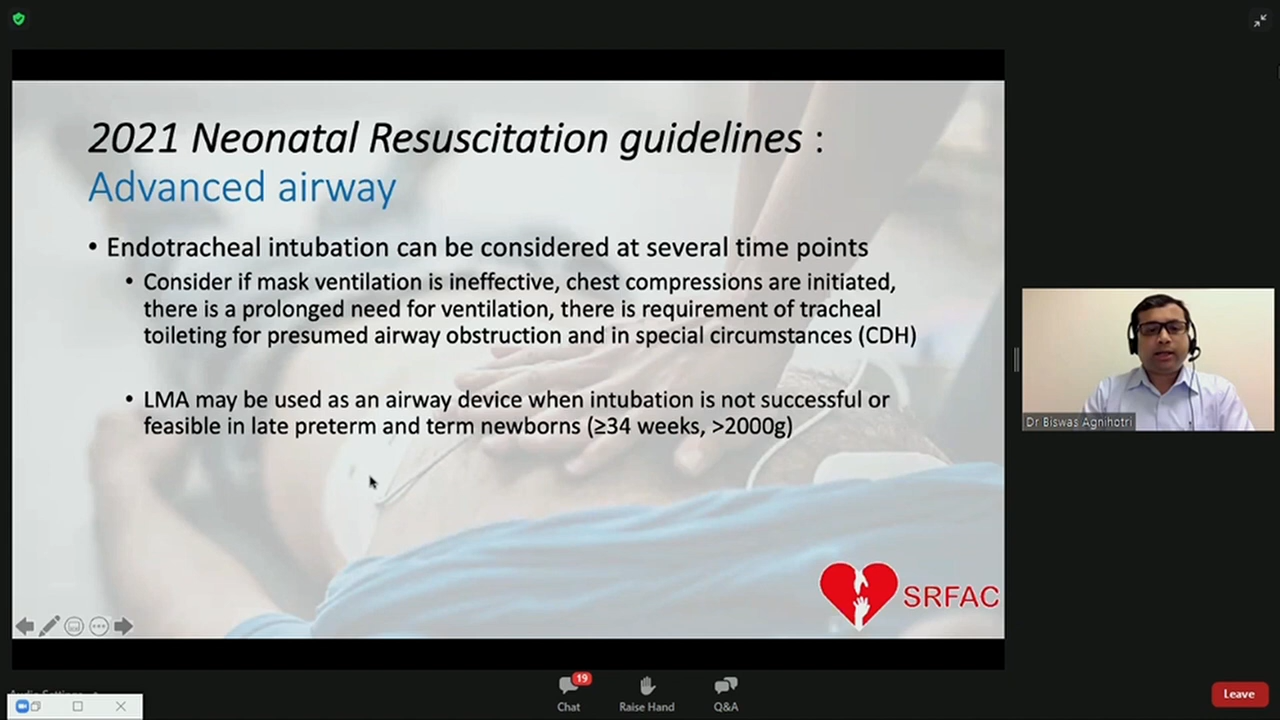 2021 Neonatal Resuscitation guidelines :
Advanced airway
• Endotracheal intubation can be considered at several time points
• Consider if mask ventilation is ineffective, chest compressions are initiated,
there is a prolonged need for ventilation, there is requirement of tracheal
toileting for presumed airway obstruction and in special circumstances (CDH)
• LMA may be used as an airway device when intubation is not successful or
feasible in late preterm and term newborns (≥34 weeks, >2000g)
SRFAC
Dr Biswas Agnihotri
19
Chat
Raise Hand
Q&A
Leave